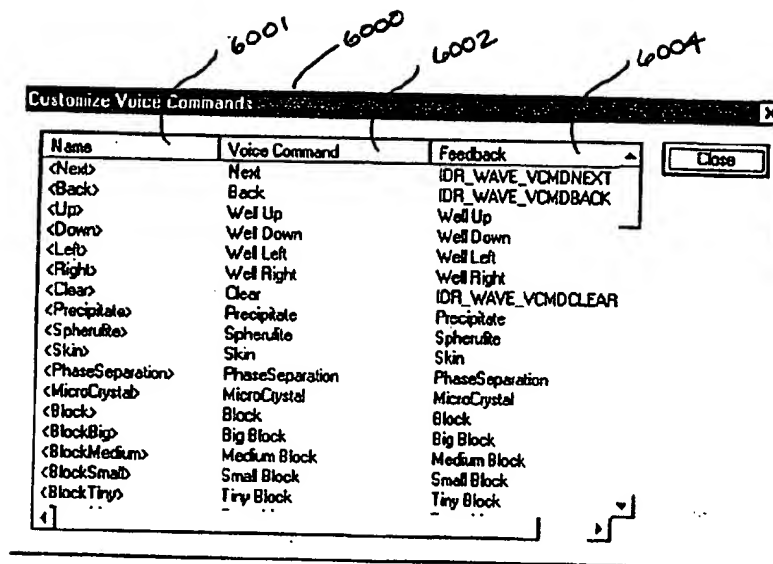 6001 6000 6002 6004
Customize Voice Commands
Name Voice Command Feedback Close
<Next> Next IDR_WAVE_VCMDNEXT
<Back> Back IDR_WAVE_VCMDBACK
<Up> Well Up Well Up
<Down> Well Down Well Down
<Left> Well Left Well Left
<Right> Well Right Well Right
<Clear> Clear IDR_WAVE_VCMDCLEAR
<Precipitate> Precipitate Precipitate
<Spherulite> Spherulite Spherulite
<Skin> Skin Skin
<PhaseSeparation> PhaseSeparation PhaseSeparation
<MicroCrystal> MicroCrystal MicroCrystal
<Block> Block Block
<BlockBig> Big Block Big Block
<BlockMedium> Medium Block Medium Block
<BlockSmall> Small Block Small Block
<BlockTiny> Tiny Block Tiny Block